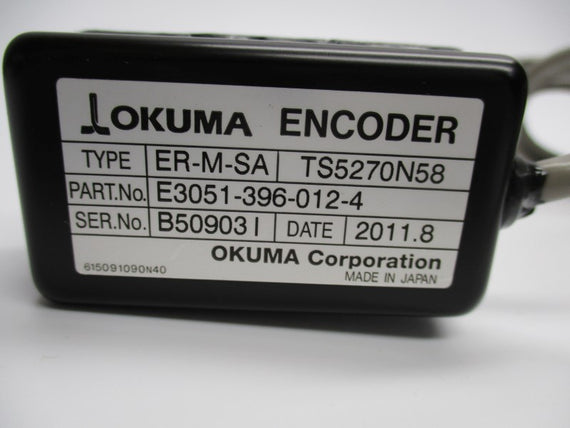 OKUMA ENCODER
TYPE ER-M-SA TS5270N58
PART.No. E3051-396-012-4
SER.No. B50903I DATE 2011.8
OKUMA Corporation
615091090N40 MADE IN JAPAN